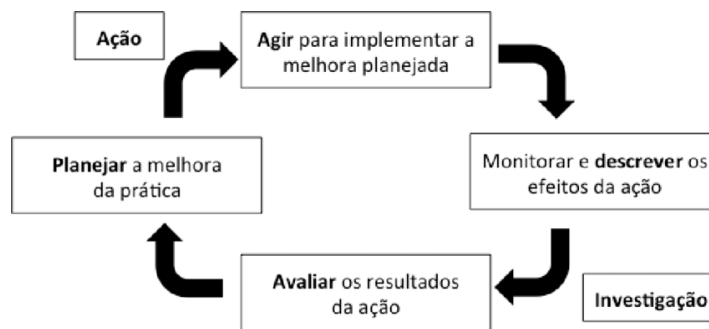 Ação
Agir para implementar a
melhora planejada
Planejar a melhora
da prática
Monitorar e descrever os
efeitos da ação
Avaliar os resultados
da ação
Investigação